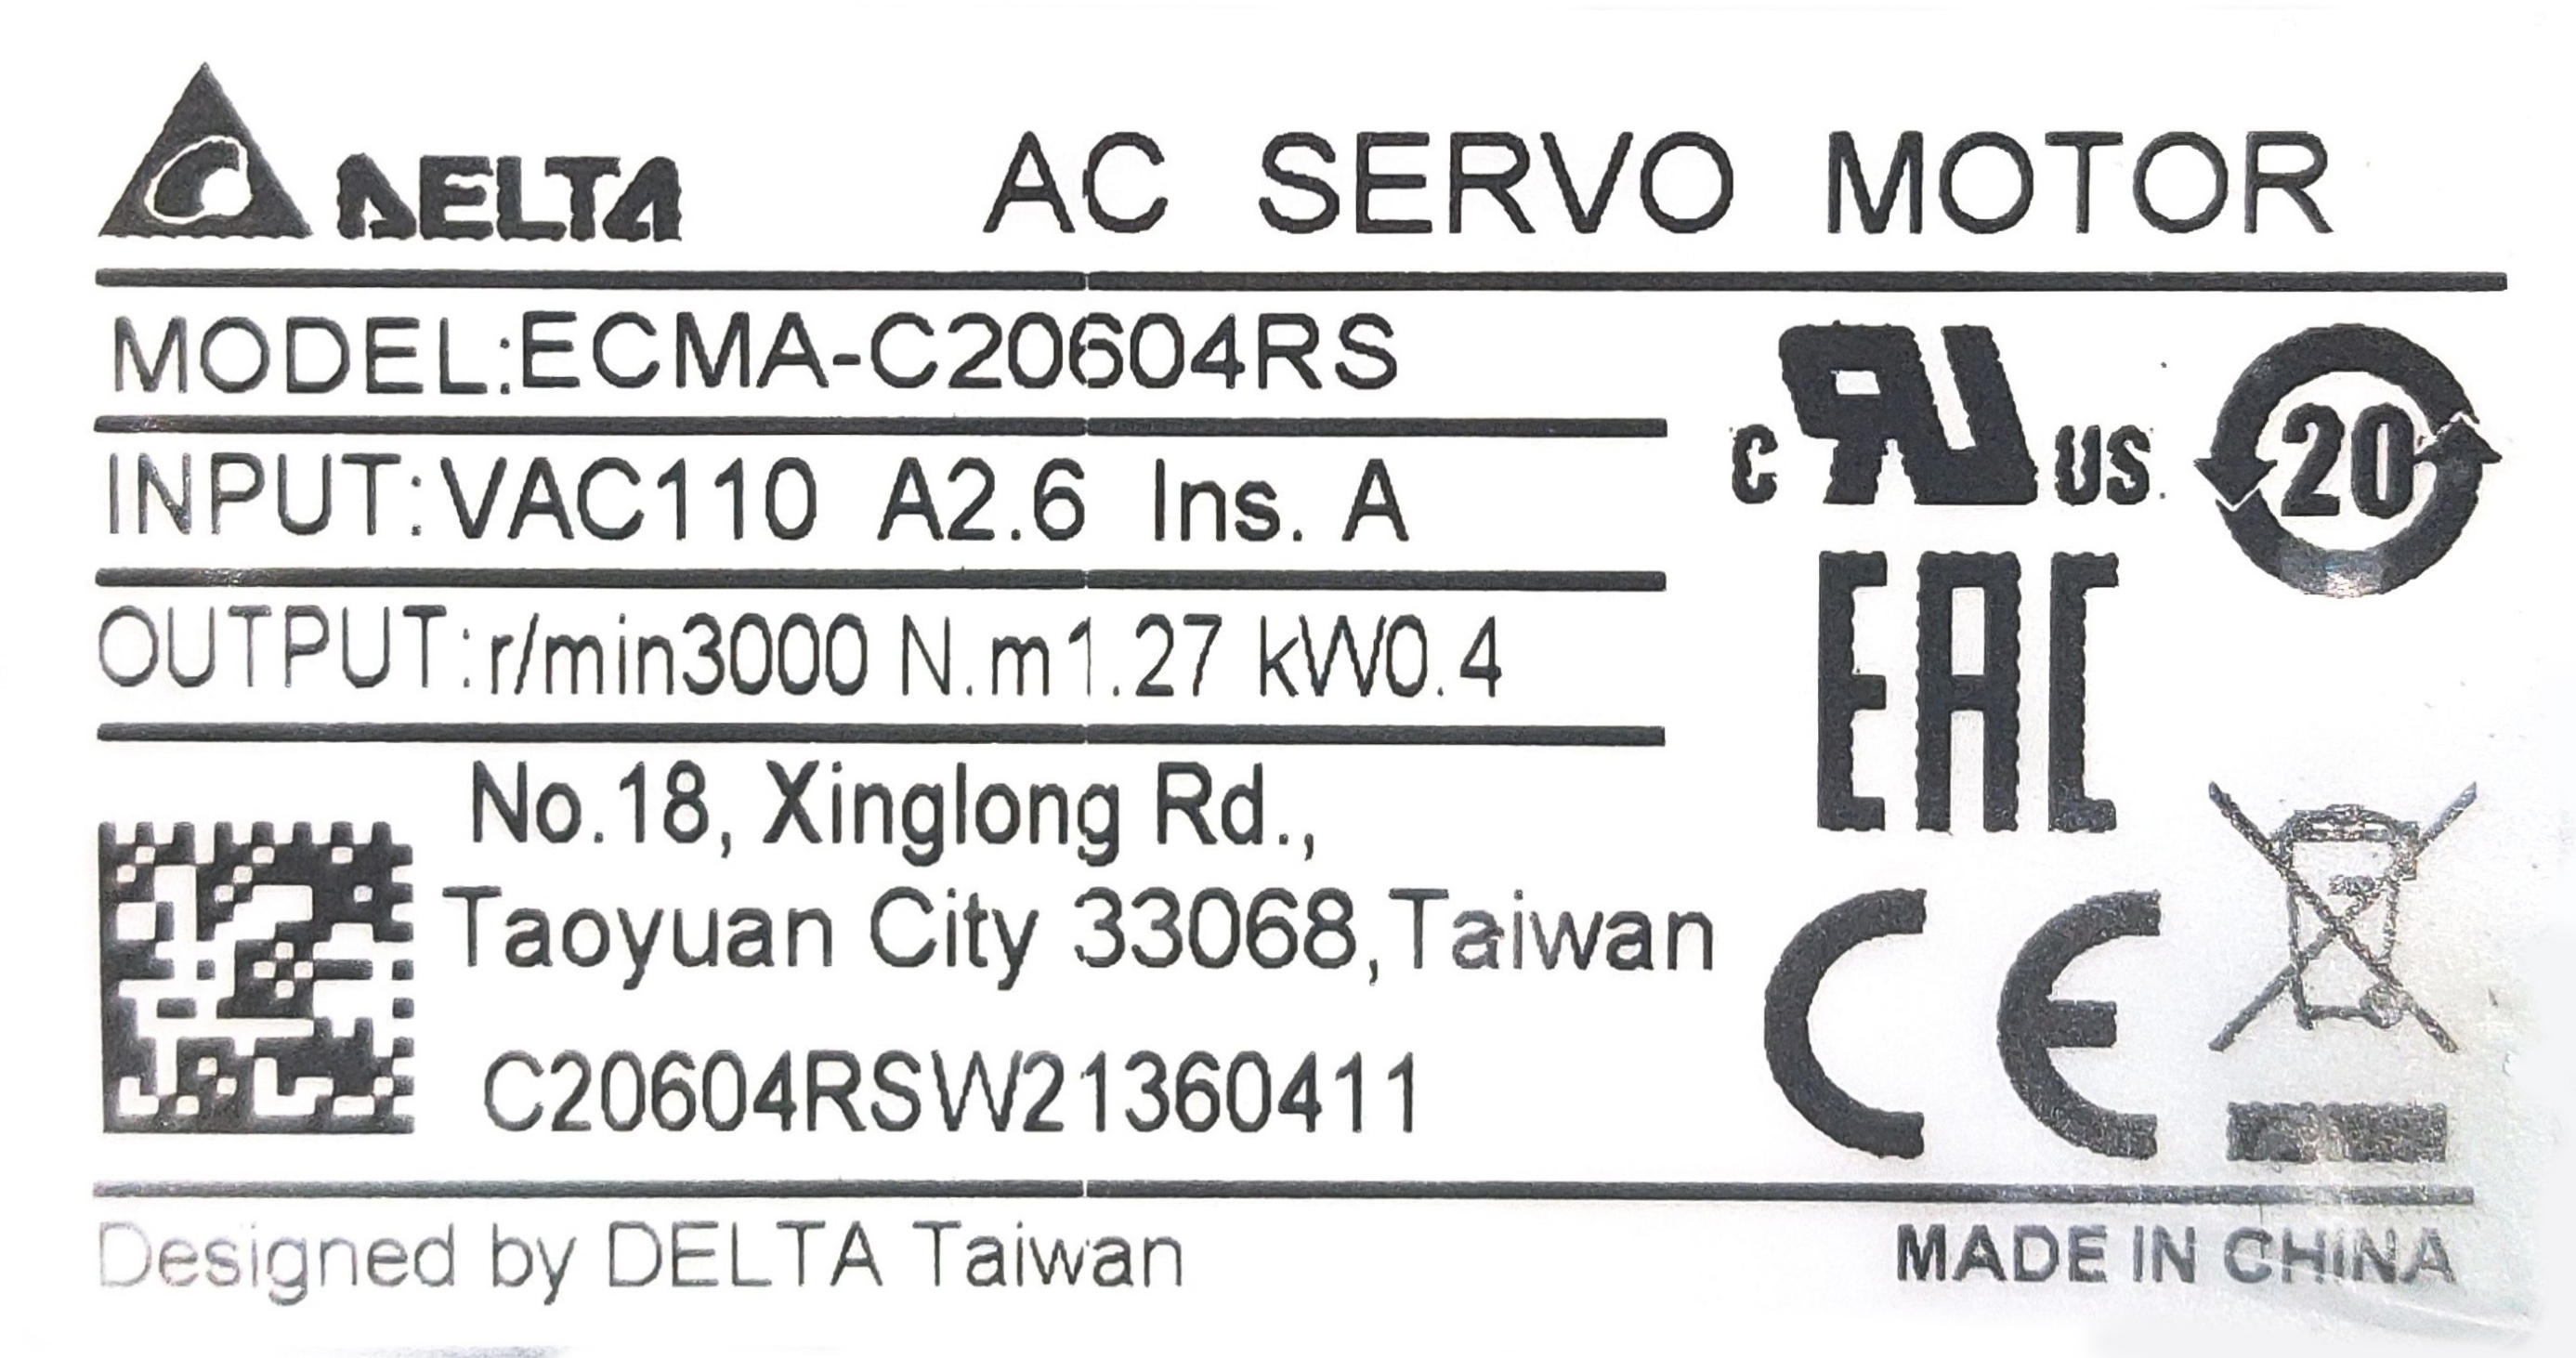 DELTA AC SERVO MOTOR
MODEL:ECMA-C20604RS
INPUT:VAC110 A2.6 Ins. A
OUTPUT:r/min3000 N.m1.27 kW0.4
c RU US
20
EAC
No.18, Xinglong Rd.,
Taoyuan City 33068,Taiwan
C20604RSW21360411
CE
Designed by DELTA Taiwan
MADE IN CHINA